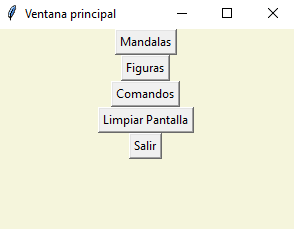 Ventana principal
Mandalas
Figuras
Comandos
Limpiar Pantalla
Salir